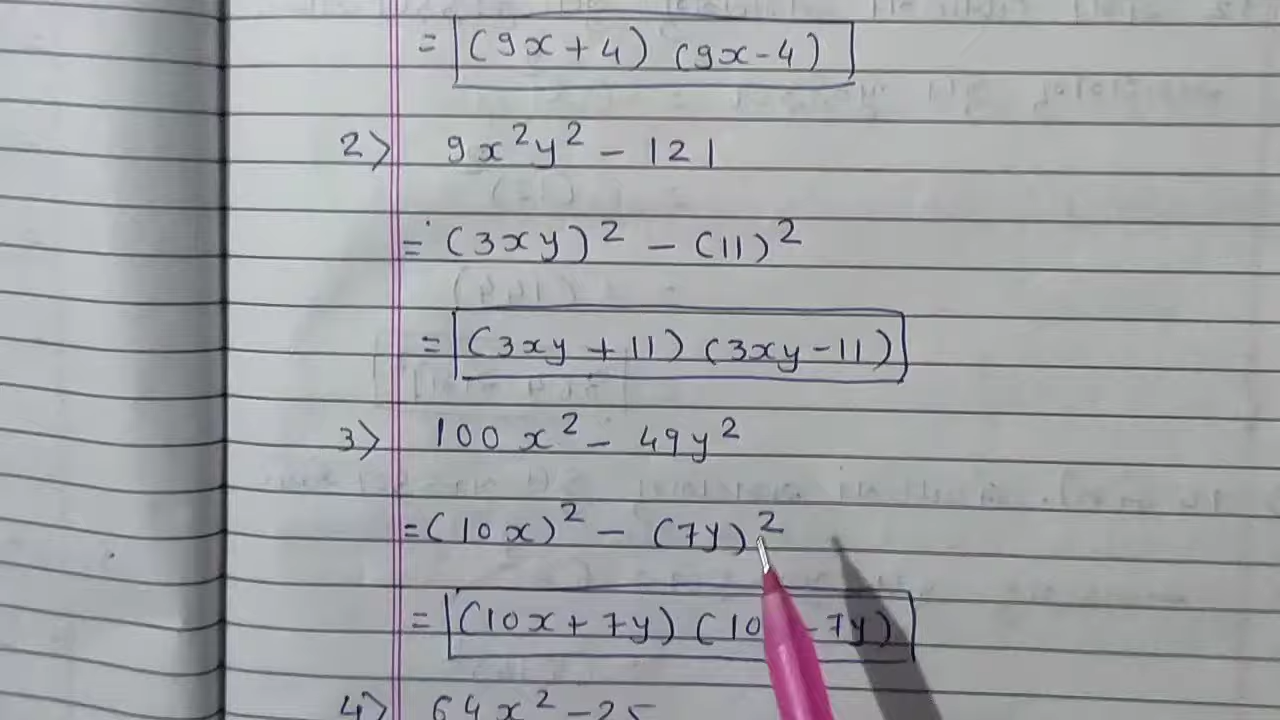 = (9x+4) (9x-4)
2> 9x²y² - 121
= (3xy)² - (11)²
= (3xy + 11) (3xy - 11)
3> 100x² - 49y²
= (10x)² - (7y)²
= (10x + 7y) (10 - 7y)
4> 64x² - 25